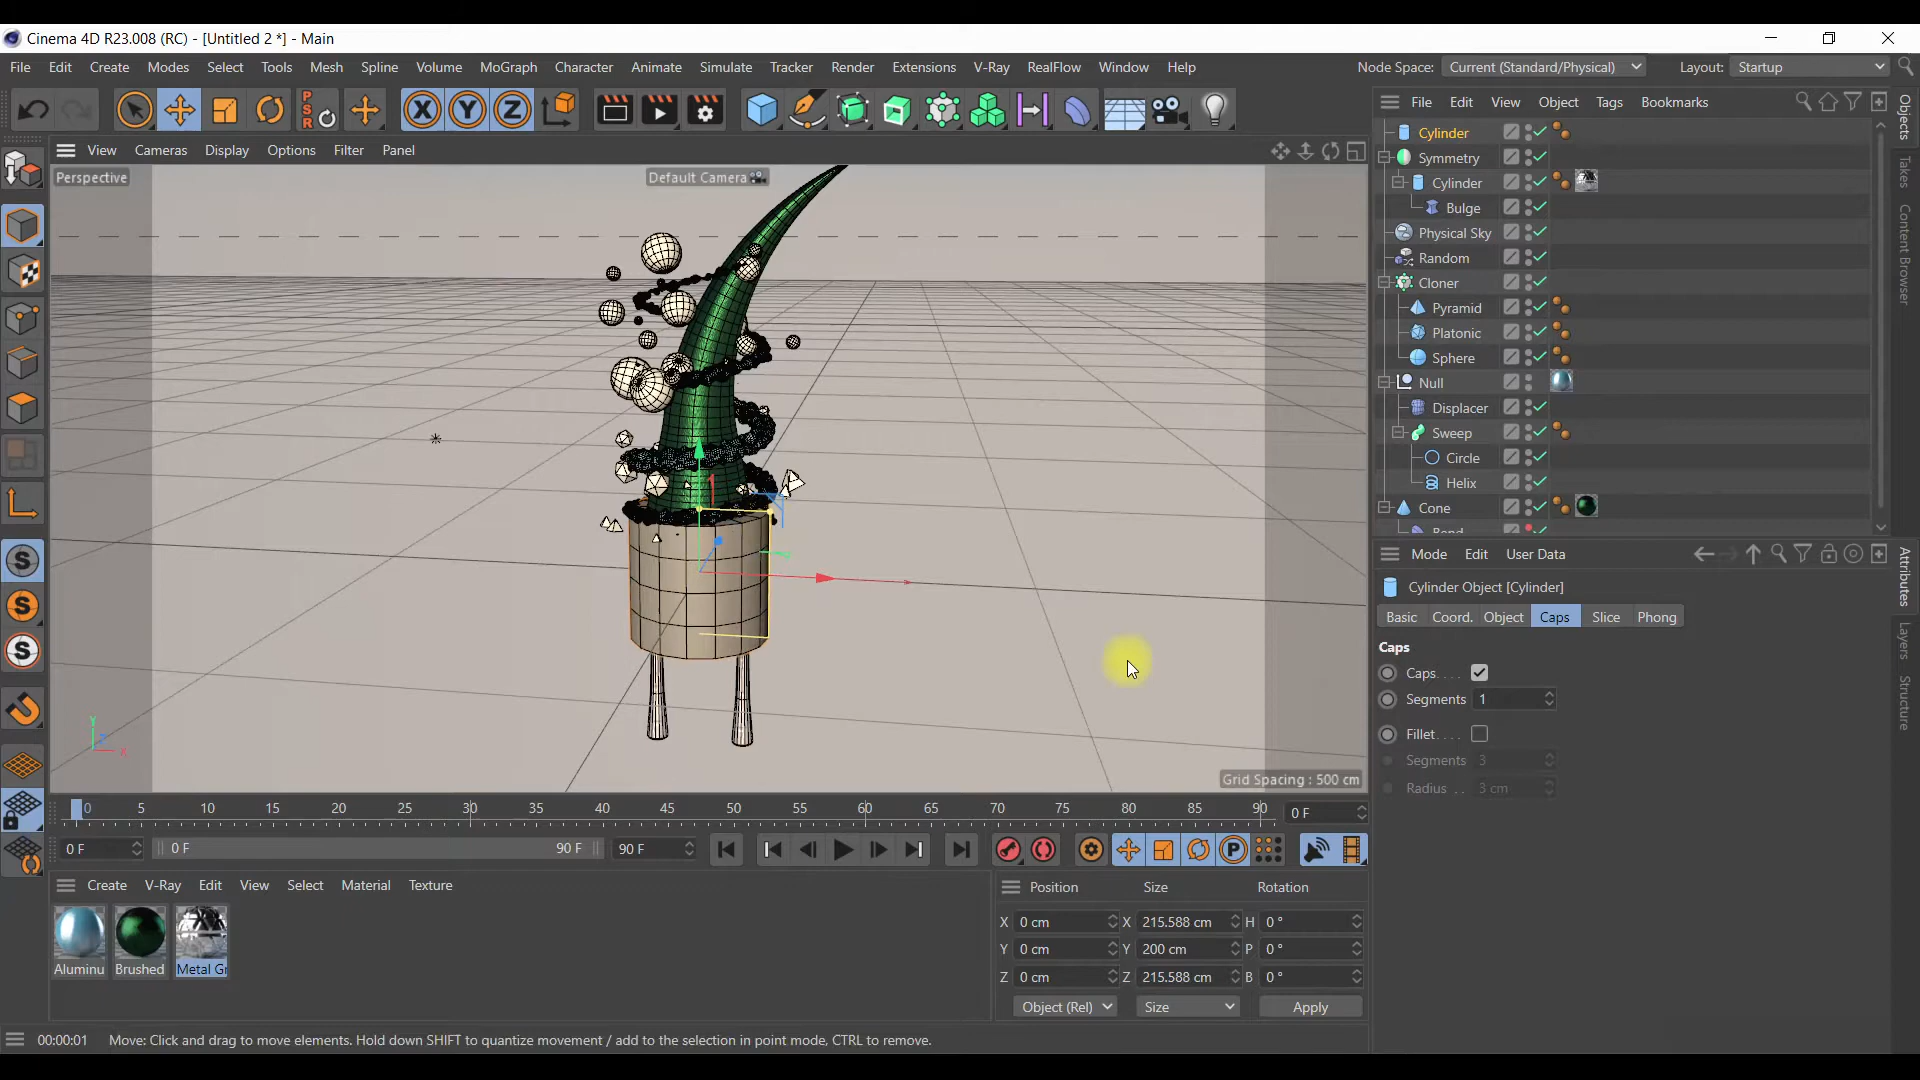 Cinema 4D R23.008 (RC) - [Untitled 2 *] - Main
File Edit Create Modes Select Tools Mesh Spline Volume MoGraph Character Animate Simulate Tracker Render Extensions V-Ray RealFlow Window Help Node Space: Current (Standard/Physical) Layout: Startup
PSR X Y Z
File Edit View Object Tags Bookmarks
View Cameras Display Options Filter Panel
Perspective
Default Camera
Cylinder
Symmetry
Cylinder
Bulge
Physical Sky
Random
Cloner
Pyramid
Platonic
Sphere
Null
Displacer
Sweep
Circle
Helix
Cone
Bend
Objects
Takes
Content Browser
Mode Edit User Data
Cylinder Object [Cylinder]
Basic Coord. Object Caps Slice Phong
Caps
Caps. . . .
Segments 1
Fillet. . . .
Segments 3
Radius . . 3 cm
Attributes
Layers
Structure
S
S
S
Y
Z
X
Grid Spacing : 500 cm
0 5 10 15 20 25 30 35 40 45 50 55 60 65 70 75 80 85 90 0 F
0 F 0 F 90 F 90 F
P
Create V-Ray Edit View Select Material Texture
Aluminu Brushed Metal Gr
Position Size Rotation
X 0 cm X 215.588 cm H 0 °
Y 0 cm Y 200 cm P 0 °
Z 0 cm Z 215.588 cm B 0 °
Object (Rel) Size Apply
00:00:01 Move: Click and drag to move elements. Hold down SHIFT to quantize movement / add to the selection in point mode, CTRL to remove.